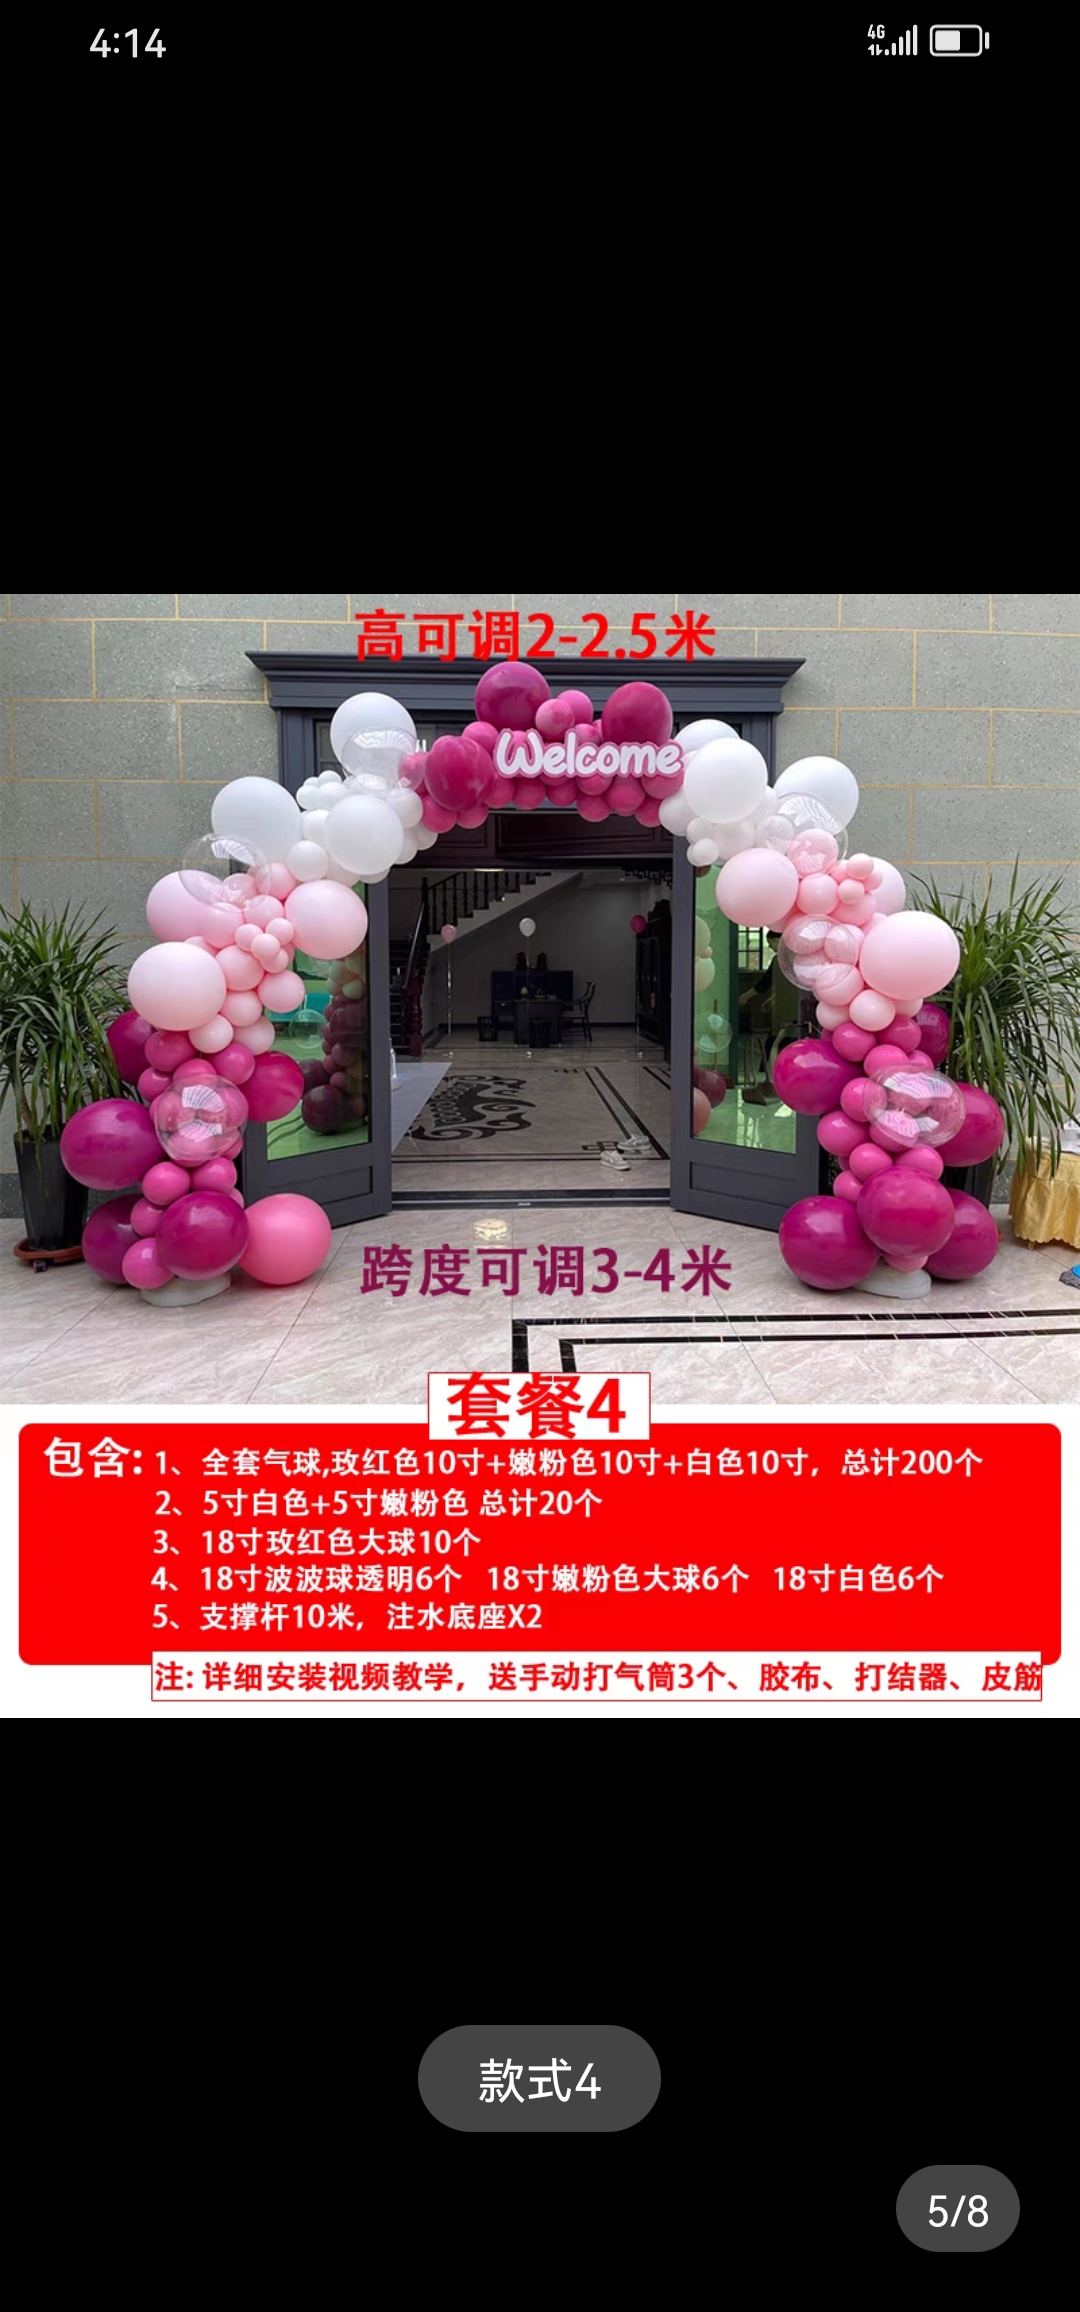 4:14
4G
高可调2-2.5米
Welcome
跨度可调3-4米
套餐4
包含:1、全套气球,玫红色10寸+嫩粉色10寸+白色10寸，总计200个
2、5寸白色+5寸嫩粉色 总计20个
3、18寸玫红色大球10个
4、18寸波波球透明6个 18寸嫩粉色大球6个 18寸白色6个
5、支撑杆10米，注水底座X2
注:详细安装视频教学，送手动打气筒3个、胶布、打结器、皮筋
款式4
5/8